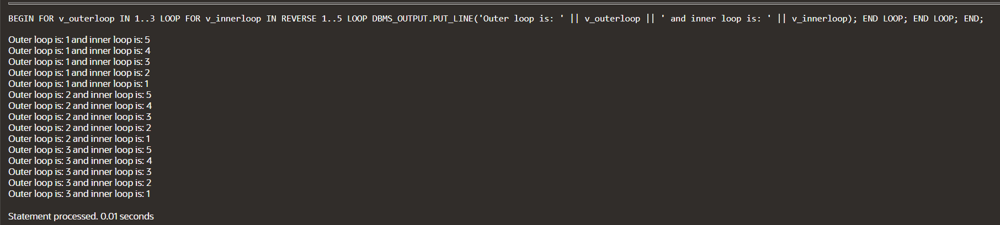 BEGIN FOR v_outerloop IN 1..3 LOOP FOR v_innerloop IN REVERSE 1..5 LOOP DBMS_OUTPUT.PUT_LINE('Outer loop is: ' || v_outerloop || ' and inner loop is: ' || v_innerloop); END LOOP; END LOOP; END;
Outer loop is: 1 and inner loop is: 5
Outer loop is: 1 and inner loop is: 4
Outer loop is: 1 and inner loop is: 3
Outer loop is: 1 and inner loop is: 2
Outer loop is: 1 and inner loop is: 1
Outer loop is: 2 and inner loop is: 5
Outer loop is: 2 and inner loop is: 4
Outer loop is: 2 and inner loop is: 3
Outer loop is: 2 and inner loop is: 2
Outer loop is: 2 and inner loop is: 1
Outer loop is: 3 and inner loop is: 5
Outer loop is: 3 and inner loop is: 4
Outer loop is: 3 and inner loop is: 3
Outer loop is: 3 and inner loop is: 2
Outer loop is: 3 and inner loop is: 1
Statement processed. 0.01 seconds